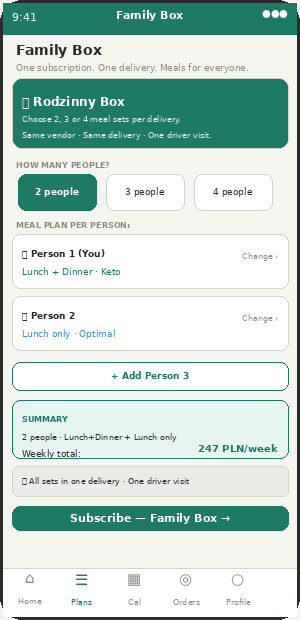 9:41
Family Box
Family Box
One subscription. One delivery. Meals for everyone.
Rodzinny Box
Choose 2, 3 or 4 meal sets per delivery.
Same vendor · Same delivery · One driver visit.
HOW MANY PEOPLE?
2 people
3 people
4 people
MEAL PLAN PER PERSON:
Person 1 (You)
Change ›
Lunch + Dinner · Keto
Person 2
Change ›
Lunch only · Optimal
+ Add Person 3
SUMMARY
2 people · Lunch+Dinner + Lunch only
Weekly total:
247 PLN/week
All sets in one delivery · One driver visit
Subscribe — Family Box →
Home
Plans
Cal
Orders
Profile